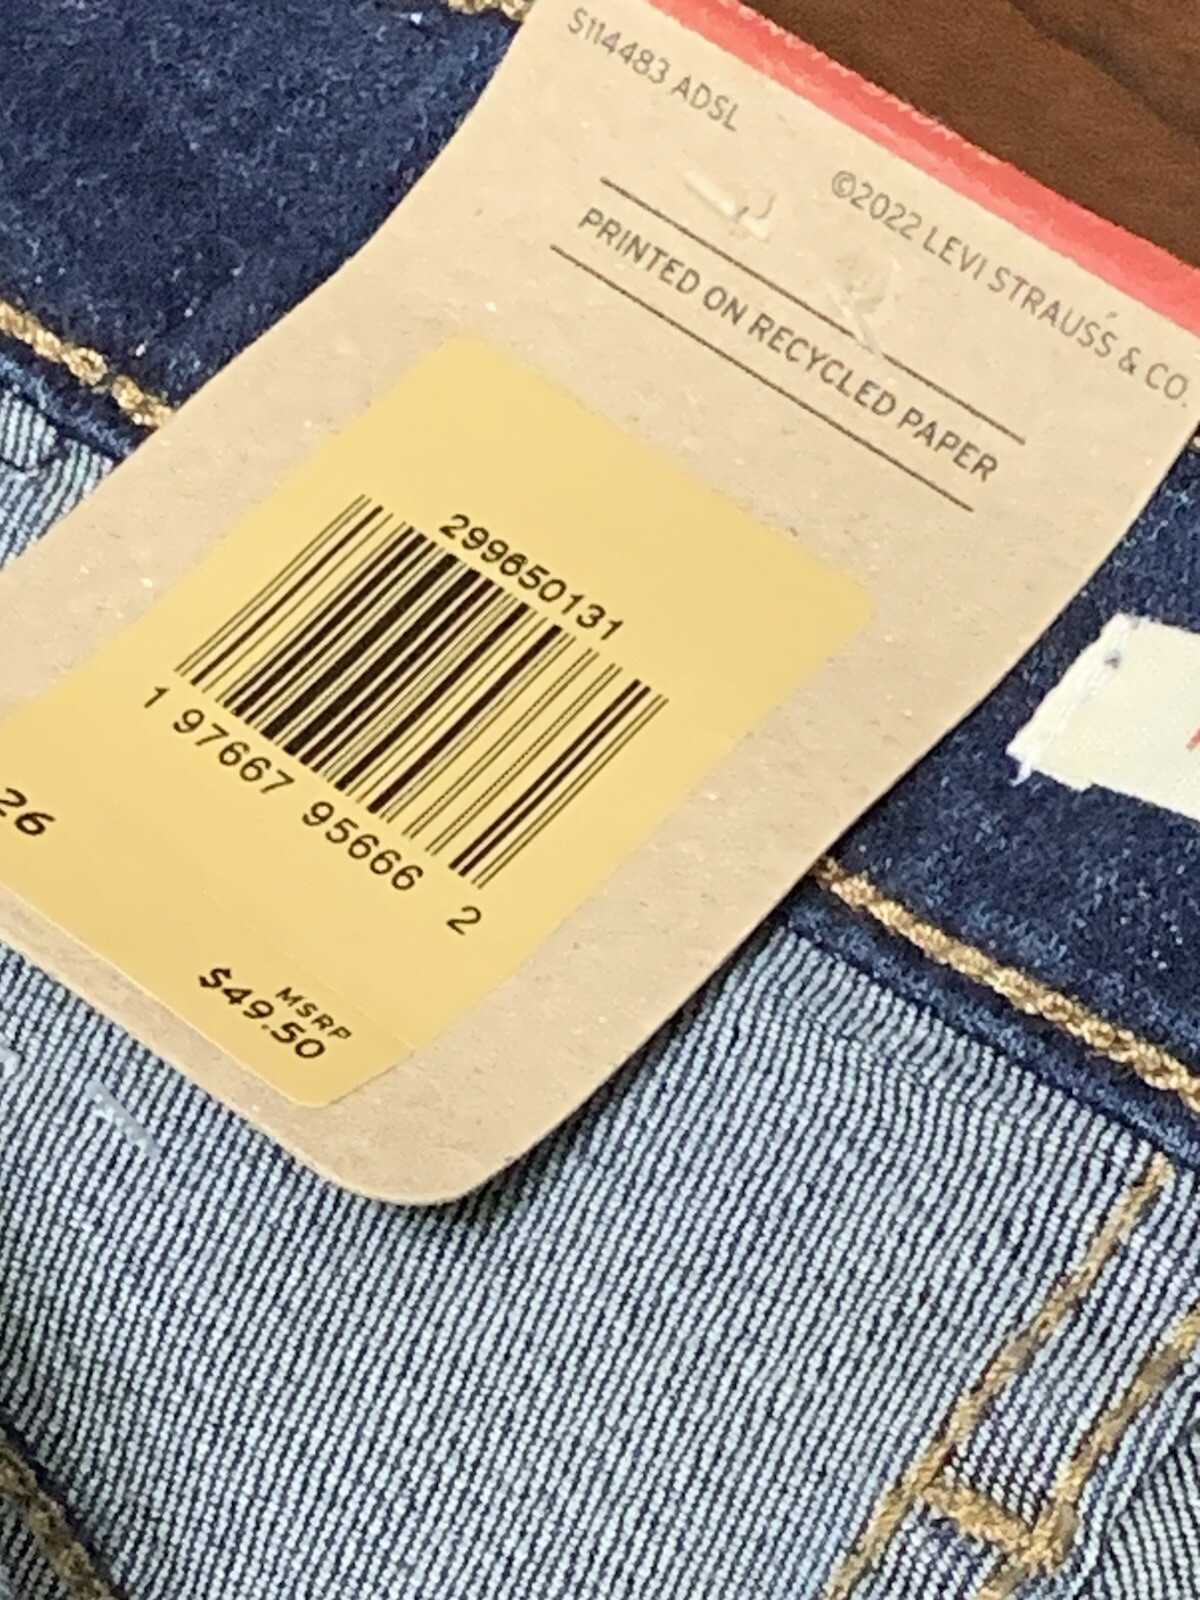 S114483 ADSL
©2022 LEVI STRAUSS & CO.
PRINTED ON RECYCLED PAPER
299650131
1 97667 95666 2
26
MSRP
$49.50